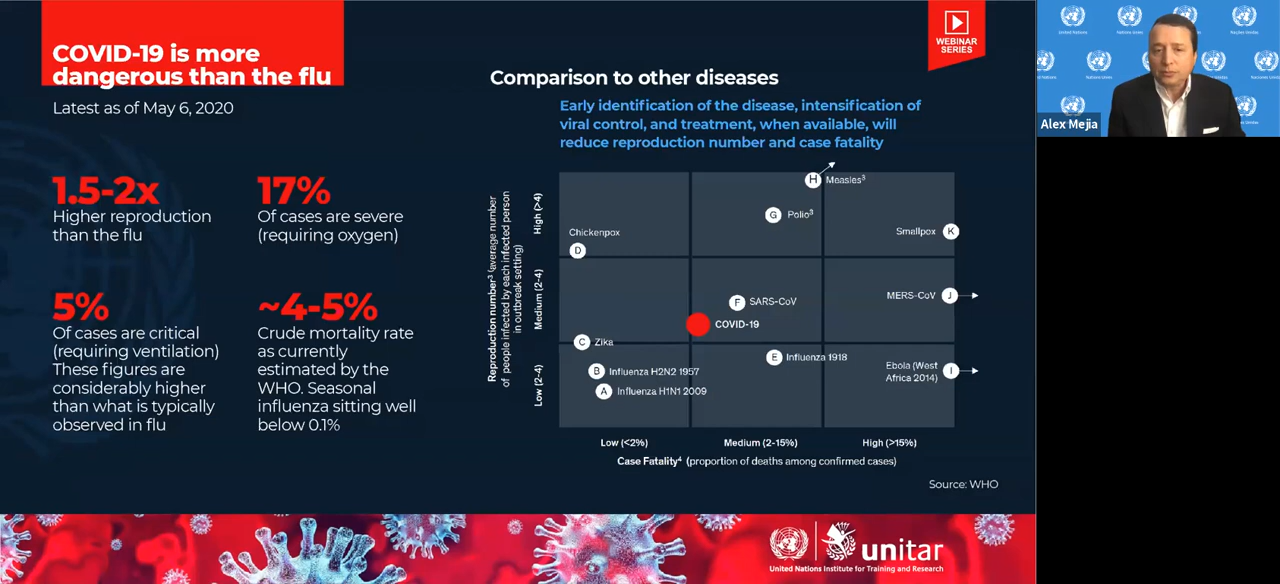 COVID-19 is more
dangerous than the flu
Latest as of May 6, 2020
1.5-2x
Higher reproduction
than the flu
17%
Of cases are severe
(requiring oxygen)
5%
Of cases are critical
(requiring ventilation)
These figures are
considerably higher
than what is typically
observed in flu
~4-5%
Crude mortality rate
as currently
estimated by the
WHO. Seasonal
influenza sitting well
below 0.1%
WEBINAR
SERIES
Comparison to other diseases
Early identification of the disease, intensification of
viral control, and treatment, when available, will
reduce reproduction number and case fatality
Reproduction number³ (average number
of people infected by each infected person
in outbreak setting)
High (>4)
Medium (2-4)
Low (2-4)
H Measles³
G Polio³
Smallpox K
Chickenpox
D
MERS-CoV J
F SARS-CoV
COVID-19
C Zika
E Influenza 1918
B Influenza H2N2 1957
Ebola (West
Africa 2014) I
A Influenza H1N1 2009
Low (<2%)
Medium (2-15%)
High (>15%)
Case Fatality⁴ (proportion of deaths among confirmed cases)
Source: WHO
unitar
United Nations Institute for Training and Research
Alex Mejia
United Nations
Nations Unies
Naciones Unidas